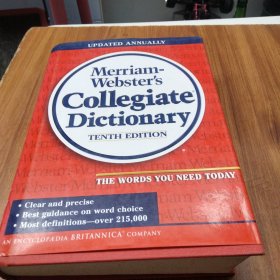 UPDATED ANNUALLY
Merriam-
Webster's
Collegiate
Dictionary
TENTH EDITION
THE WORDS YOU NEED TODAY
• Clear and precise
• Best guidance on word choice
• Most definitions—over 215,000
AN ENCYCLOPÆDIA BRITANNICA® COMPANY